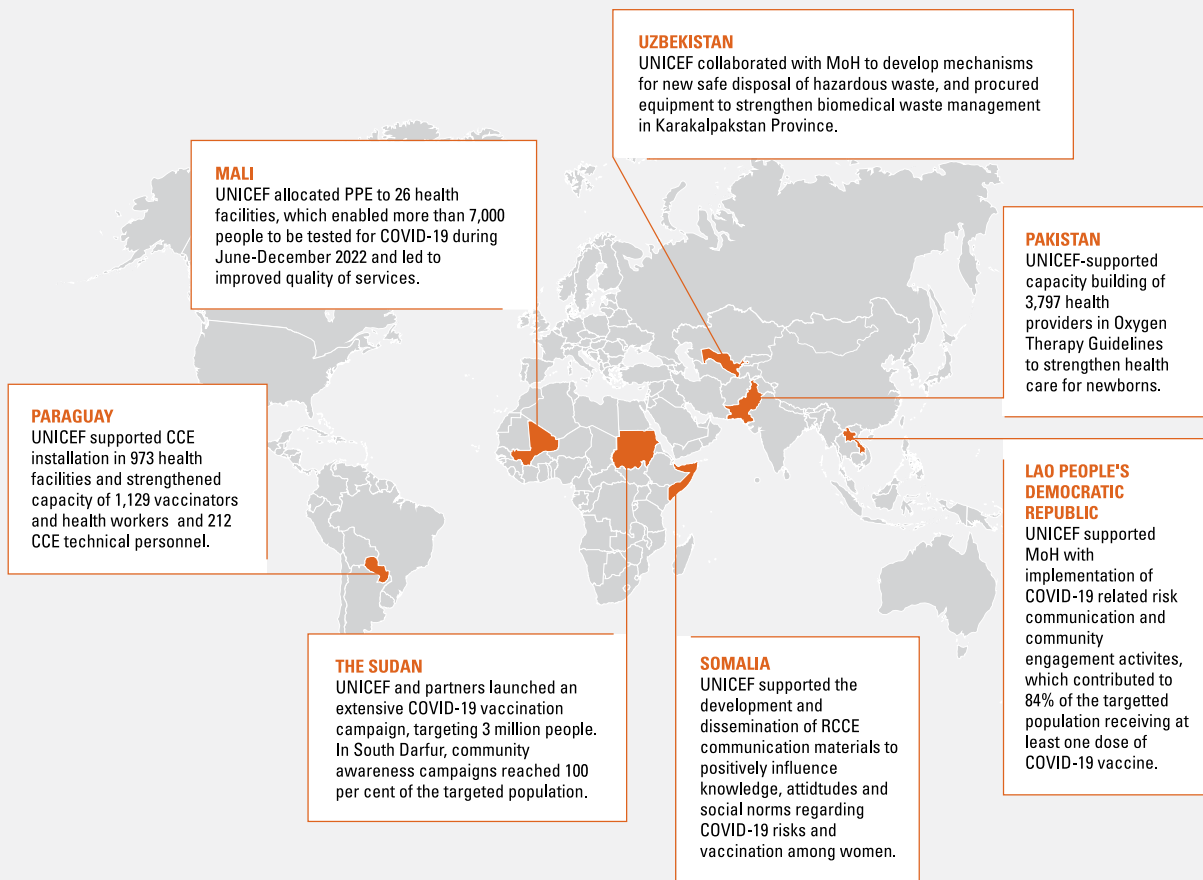 UZBEKISTAN
UNICEF collaborated with MoH to develop mechanisms
for new safe disposal of hazardous waste, and procured
equipment to strengthen biomedical waste management
in Karakalpakstan Province.
MALI
UNICEF allocated PPE to 26 health
facilities, which enabled more than 7,000
people to be tested for COVID-19 during
June-December 2022 and led to
improved quality of services.
PAKISTAN
UNICEF-supported
capacity building of
3,797 health
providers in Oxygen
Therapy Guidelines
to strengthen health
care for newborns.
PARAGUAY
UNICEF supported CCE
installation in 973 health
facilities and strengthened
capacity of 1,129 vaccinators
and health workers and 212
CCE technical personnel.
LAO PEOPLE'S
DEMOCRATIC
REPUBLIC
UNICEF supported
MoH with
implementation of
COVID-19 related risk
communication and
community
engagement activites,
which contributed to
84% of the targetted
population receiving at
least one dose of
COVID-19 vaccine.
THE SUDAN
UNICEF and partners launched an
extensive COVID-19 vaccination
campaign, targeting 3 million people.
In South Darfur, community
awareness campaigns reached 100
per cent of the targeted population.
SOMALIA
UNICEF supported the
development and
dissemination of RCCE
communication materials to
positively influence
knowledge, attidtudes and
social norms regarding
COVID-19 risks and
vaccination among women.